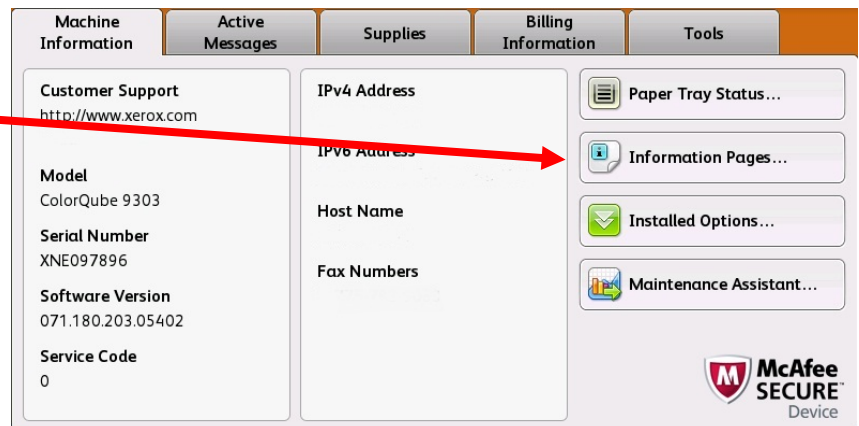 Machine
Information
Active
Messages
Supplies
Billing
Information
Tools
Customer Support
http://www.xerox.com
Model
ColorQube 9303
Serial Number
XNE097896
Software Version
071.180.203.05402
Service Code
0
IPv4 Address
IPv6 Address
Host Name
Fax Numbers
Paper Tray Status...
Information Pages...
Installed Options...
Maintenance Assistant...
McAfee
SECURE™
Device